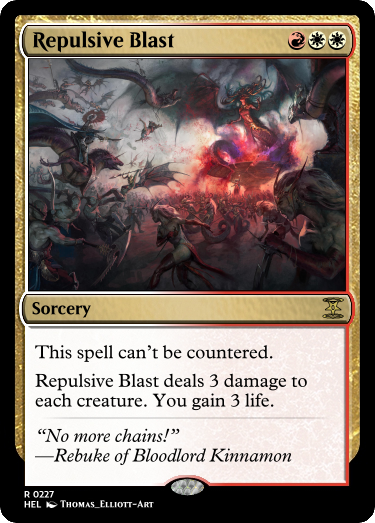 Repulsive Blast
Sorcery
This spell can't be countered.
Repulsive Blast deals 3 damage to
each creature. You gain 3 life.
“No more chains!”
—Rebuke of Bloodlord Kinnamon
R 0227
HEL Thomas_Elliott-Art